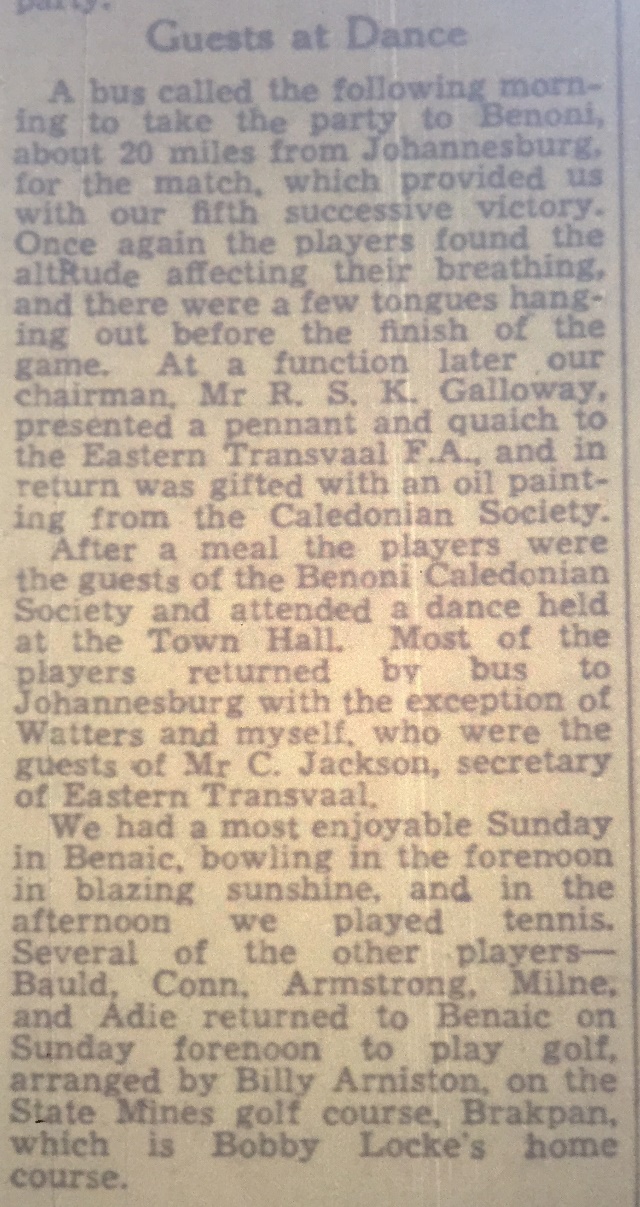 party.
Guests at Dance
A bus called the following morn-
ing to take the party to Benoni,
about 20 miles from Johannesburg,
for the match, which provided us
with our fifth successive victory.
Once again the players found the
altRude affecting their breathing,
and there were a few tongues hang-
ing out before the finish of the
game. At a function later our
chairman, Mr R. S. K. Galloway,
presented a pennant and quaich to
the Eastern Transvaal F.A., and in
return was gifted with an oil paint-
ing from the Caledonian Society.
After a meal the players were
the guests of the Benoni Caledonian
Society and attended a dance held
at the Town Hall. Most of the
players returned by bus to
Johannesburg with the exception of
Watters and myself, who were the
guests of Mr C. Jackson, secretary
of Eastern Transvaal.
We had a most enjoyable Sunday
in Benaic, bowling in the forenoon
in blazing sunshine, and in the
afternoon we played tennis.
Several of the other players—
Bauld, Conn, Armstrong, Milne,
and Adie returned to Benaic on
Sunday forenoon to play golf,
arranged by Billy Arniston, on the
State Mines golf course, Brakpan,
which is Bobby Locke's home
course.